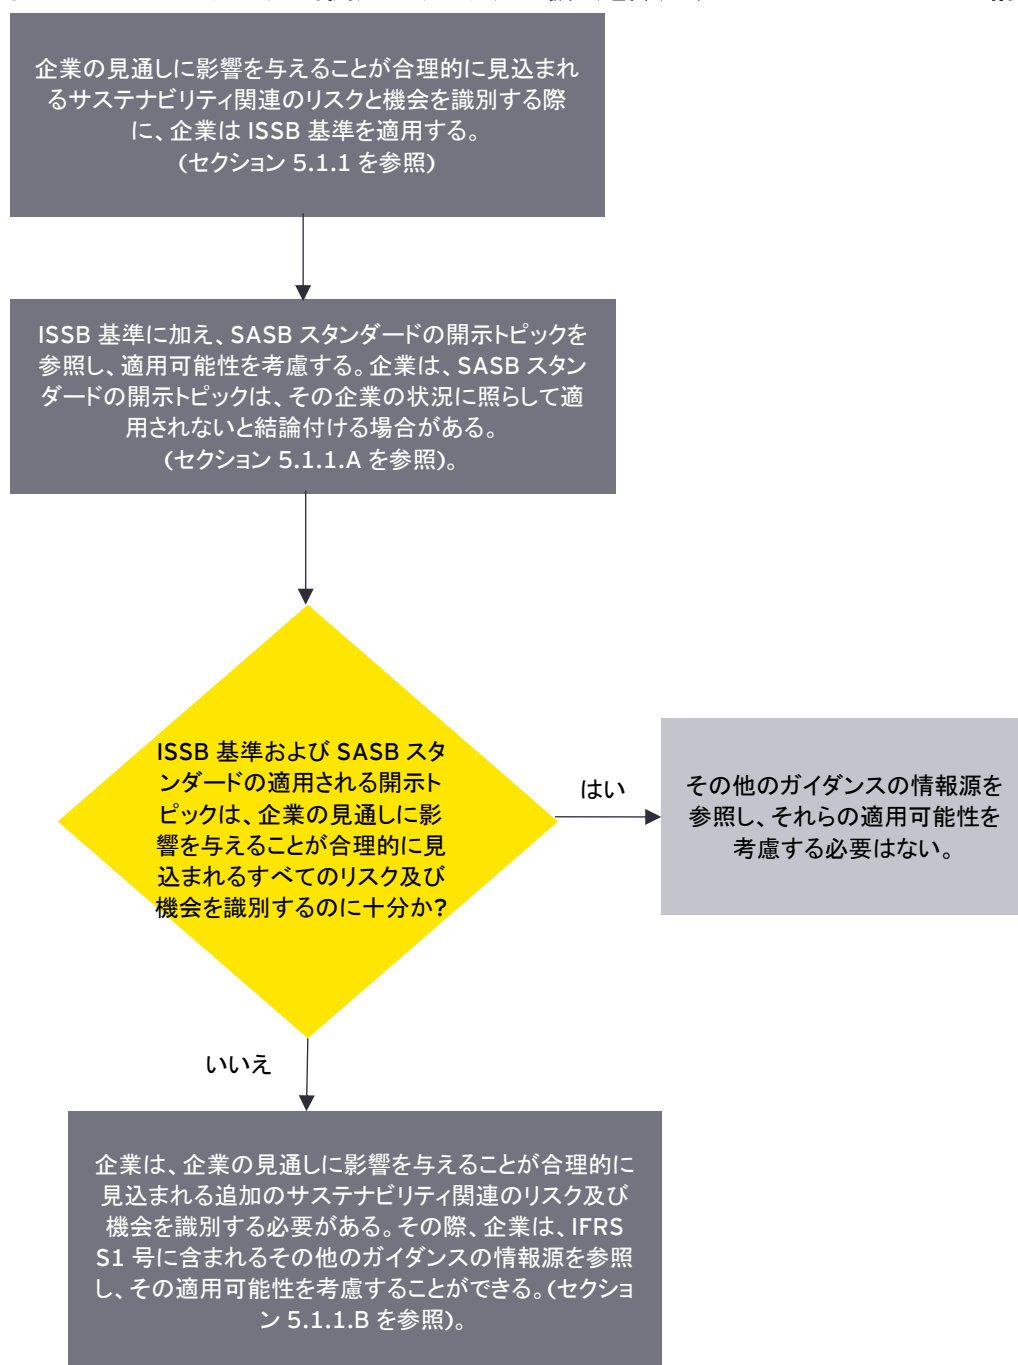 企業の見通しに影響を与えることが合理的に見込まれ
るサステナビリティ関連のリスクと機会を識別する際
に、企業は ISSB 基準を適用する。
(セクション 5.1.1 を参照)
ISSB 基準に加え、SASB スタンダードの開示トピックを
参照し、適用可能性を考慮する。企業は、SASB スタン
ダードの開示トピックは、その企業の状況に照らして適
用されないと結論付ける場合がある。
(セクション 5.1.1.A を参照)。
ISSB 基準および SASB スタ
ンダードの適用される開示ト
ピックは、企業の見通しに影
響を与えることが合理的に見
込まれるすべてのリスク及び
機会を識別するのに十分か?
はい
その他のガイダンスの情報源を
参照し、それらの適用可能性を
考慮する必要はない。
いいえ
企業は、企業の見通しに影響を与えることが合理的に
見込まれる追加のサステナビリティ関連のリスク及び
機会を識別する必要がある。その際、企業は、IFRS
S1 号に含まれるその他のガイダンスの情報源を参照
し、その適用可能性を考慮することができる。(セクショ
ン 5.1.1.B を参照)。